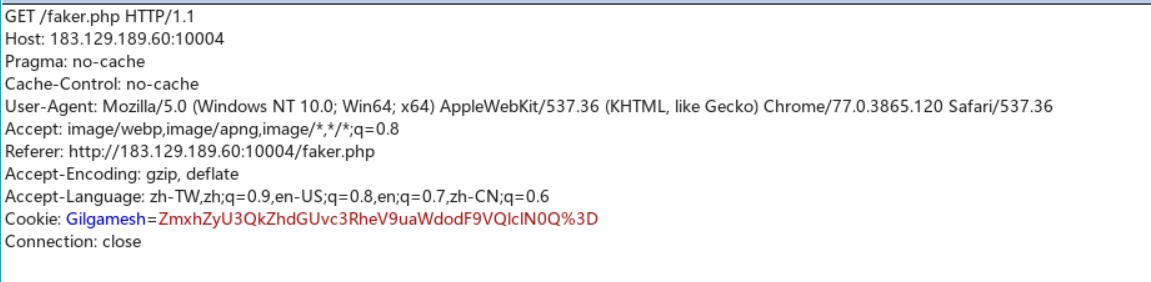 GET /faker.php HTTP/1.1
Host: 183.129.189.60:10004
Pragma: no-cache
Cache-Control: no-cache
User-Agent: Mozilla/5.0 (Windows NT 10.0; Win64; x64) AppleWebKit/537.36 (KHTML, like Gecko) Chrome/77.0.3865.120 Safari/537.36
Accept: image/webp,image/apng,image/*,*/*;q=0.8
Referer: http://183.129.189.60:10004/faker.php
Accept-Encoding: gzip, deflate
Accept-Language: zh-TW,zh;q=0.9,en-US;q=0.8,en;q=0.7,zh-CN;q=0.6
Cookie: Gilgamesh=ZmxhZyU3QkZhdGUvc3RheV9uaWdodF9VQlclN0Q%3D
Connection: close